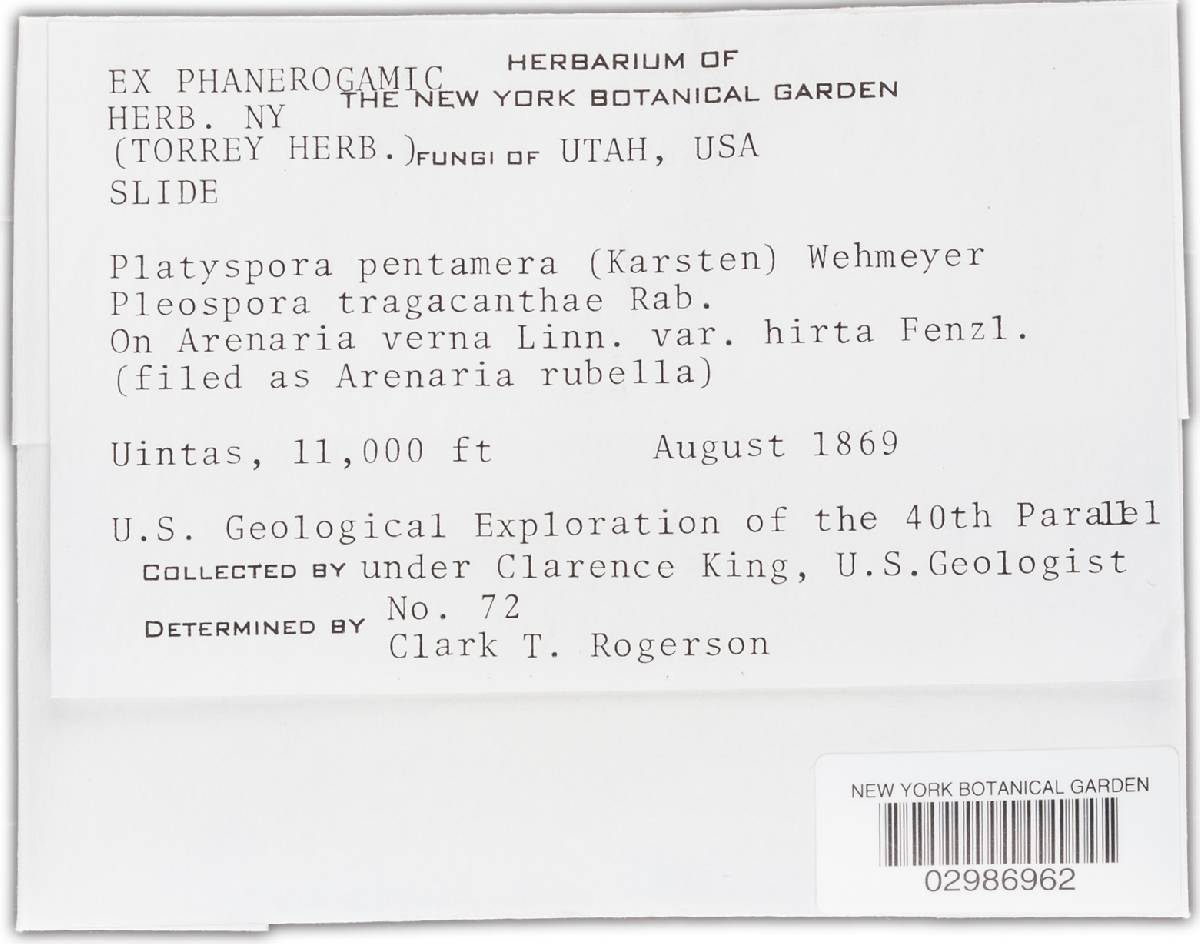 HERBARIUM OF
EX PHANEROGAMIC
THE NEW YORK BOTANICAL GARDEN
HERB. NY
(TORREY HERB.) FUNGI OF UTAH, USA
SLIDE
Platyspora pentamera (Karsten) Wehmeyer
Pleospora tragacanthae Rab.
On Arenaria verna Linn. var. hirta Fenzl.
(filed as Arenaria rubella)
Uintas, 11,000 ft August 1869
U.S. Geological Exploration of the 40th Parallel
COLLECTED BY under Clarence King, U.S.Geologist
No. 72
DETERMINED BY
Clark T. Rogerson
NEW YORK BOTANICAL GARDEN
02986962